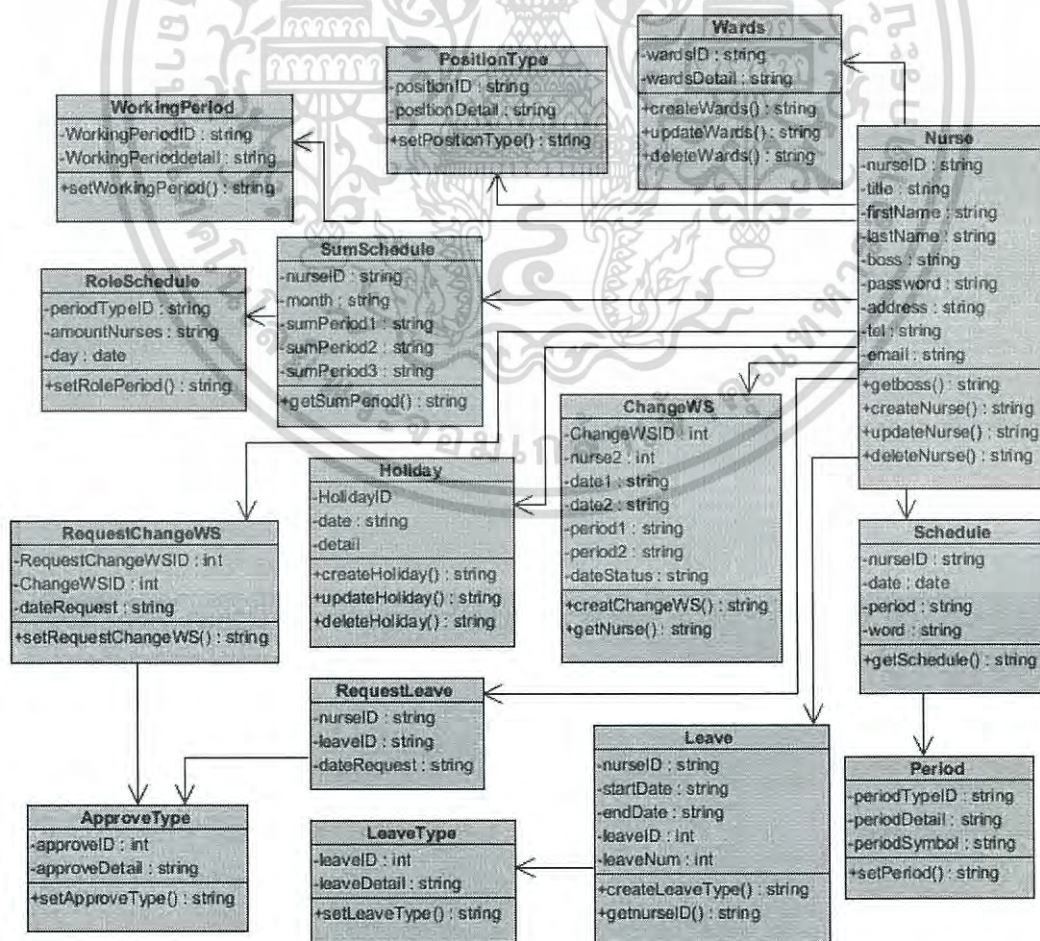 Wards
-wardsID : string
-wardsDetail : string
+createWards() : string
+updateWards() : string
+deleteWards() : string
PositionType
-positionID : string
-positionDetail : string
+setPositionType() : string
WorkingPeriod
-WorkingPeriodID : string
-WorkingPerioddetail : string
+setWorkingPeriod() : string
Nurse
-nurseID : string
-title : string
-firstName : string
-lastName : string
-boss : string
-password : string
-address : string
-tel : string
-email : string
+getboss() : string
+createNurse() : string
+updateNurse() : string
+deleteNurse() : string
SumSchedule
-nurseID : string
-month : string
-sumPeriod1 : string
-sumPeriod2 : string
-sumPeriod3 : string
+getSumPeriod() : string
RoleSchedule
-periodTypeID : string
-amountNurses : string
-day : date
+setRolePeriod() : string
ChangeWS
-ChangeWSID : int
-nurse2 : int
-date1 : string
-date2 : string
-period1 : string
-period2 : string
-dateStatus : string
+creatChangeWS() : string
+getNurse() : string
Holiday
-HolidayID
-date : string
-detail
+createHoliday() : string
+updateHoliday() : string
+deleteHoliday() : string
RequestChangeWS
-RequestChangeWSID : int
-ChangeWSID : int
-dateRequest : string
+setRequestChangeWS() : string
Schedule
-nurseID : string
-date : date
-period : string
-word : string
+getSchedule() : string
RequestLeave
-nurseID : string
-leaveID : string
-dateRequest : string
Leave
-nurseID : string
-startDate : string
-endDate : string
-leaveID : int
-leaveNum : int
+createLeaveType() : string
+getnurseID() : string
Period
-periodTypeID : string
-periodDetail : string
-periodSymbol : string
+setPeriod() : string
ApproveType
-approveID : int
-approveDetail : string
+setApproveType() : string
LeaveType
-leaveID : int
-leaveDetail : string
+setLeaveType() : string